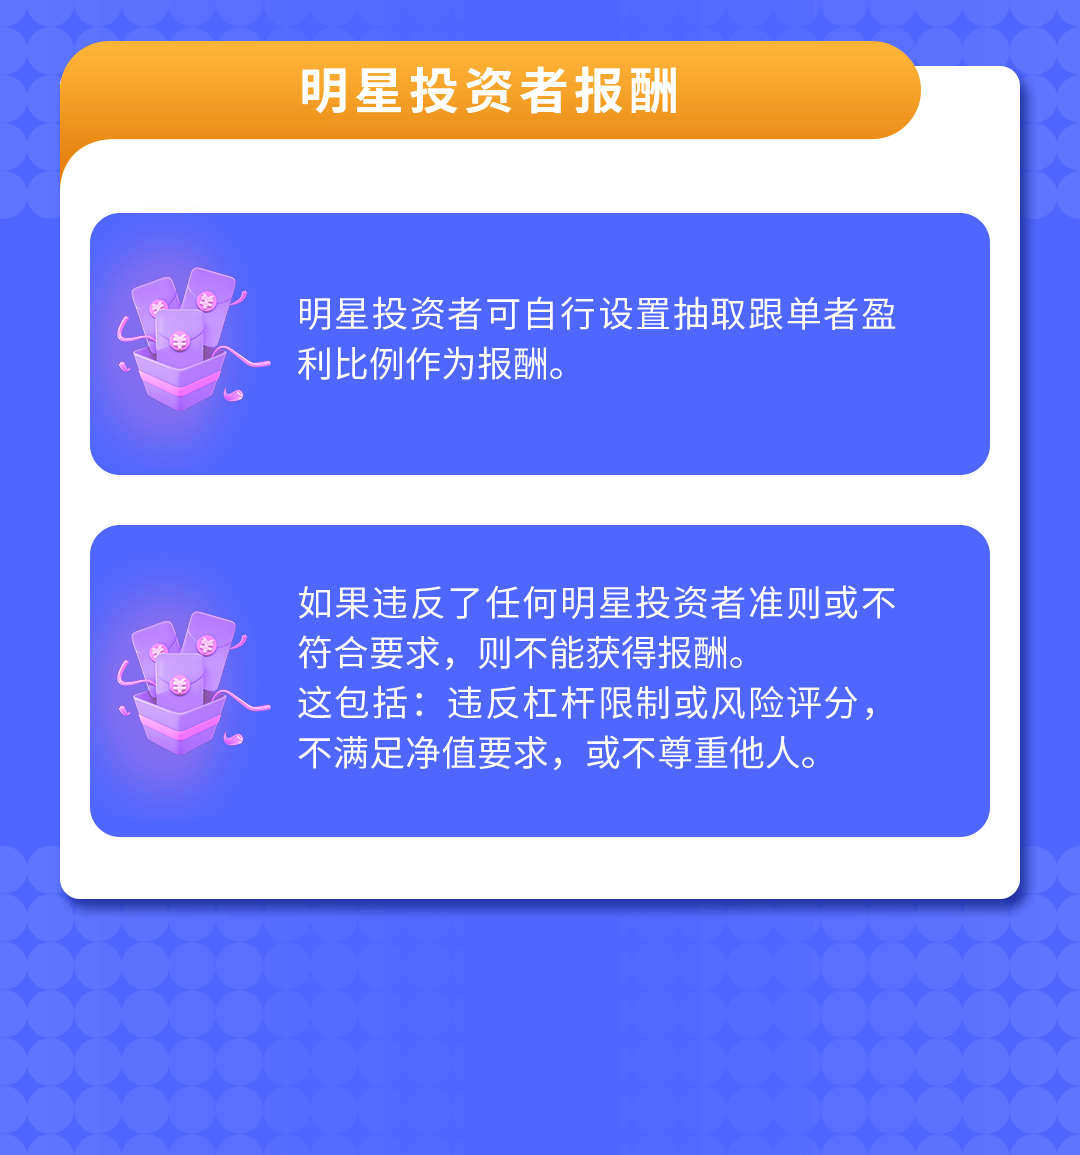 明星投资者报酬
明星投资者可自行设置抽取跟单者盈
利比例作为报酬。
如果违反了任何明星投资者准则或不
符合要求，则不能获得报酬。
这包括：违反杠杆限制或风险评分，
不满足净值要求，或不尊重他人。